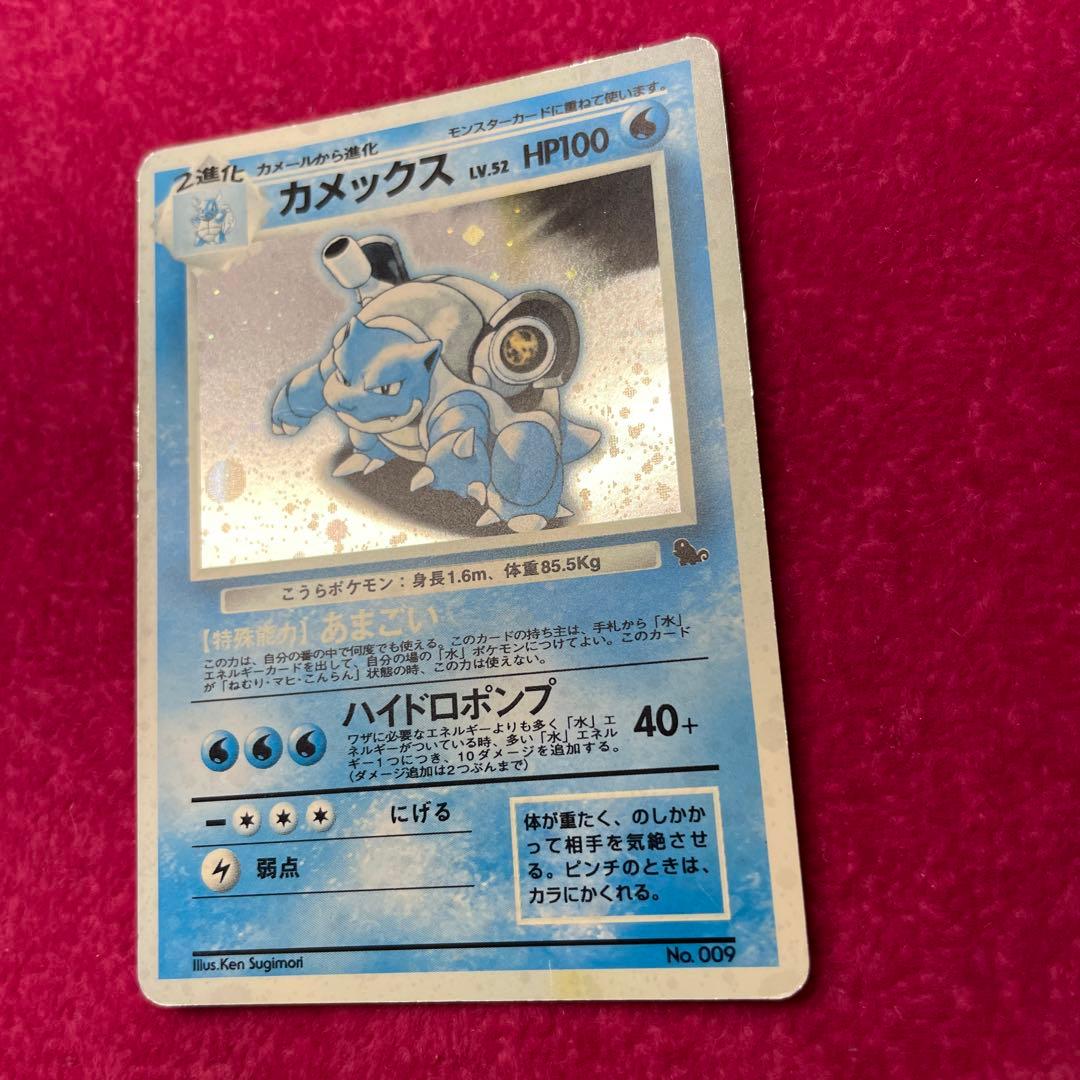 モンスターカードに重ねて使います。
2進化 カメールから進化
カメックス LV.52 HP100
こうらポケモン：身長1.6m、体重85.5Kg
【特殊能力】あまごい
この力は、自分の番の中で何度でも使える。このカードの持ち主は、手札から「水」
エネルギーカードを出して、自分の場の「水」ポケモンにつけてよい。このカード
が「ねむり・マヒ・こんらん」状態の時、この力は使えない。
ハイドロポンプ
ワザに必要なエネルギーよりも多く「水」エ
ネルギーがついている時、多い「水」エネル
ギー1つにつき、10ダメージを追加する。
(ダメージ追加は2つぶんまで)
40+
にげる
弱点
体が重たく、のしかか
って相手を気絶させ
る。ピンチのときは、
カラにかくれる。
Illus.Ken Sugimori
No. 009